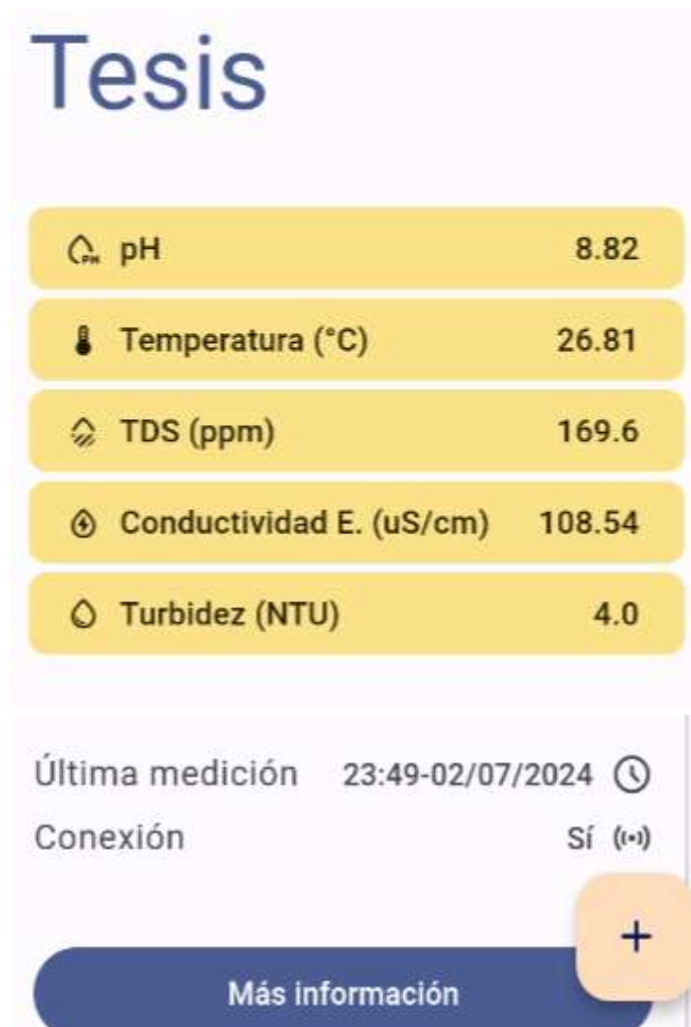 Tesis
pH 8.82
Temperatura (°C) 26.81
TDS (ppm) 169.6
Conductividad E. (uS/cm) 108.54
Turbidez (NTU) 4.0
Última medición 23:49-02/07/2024
Conexión Sí
+
Más información